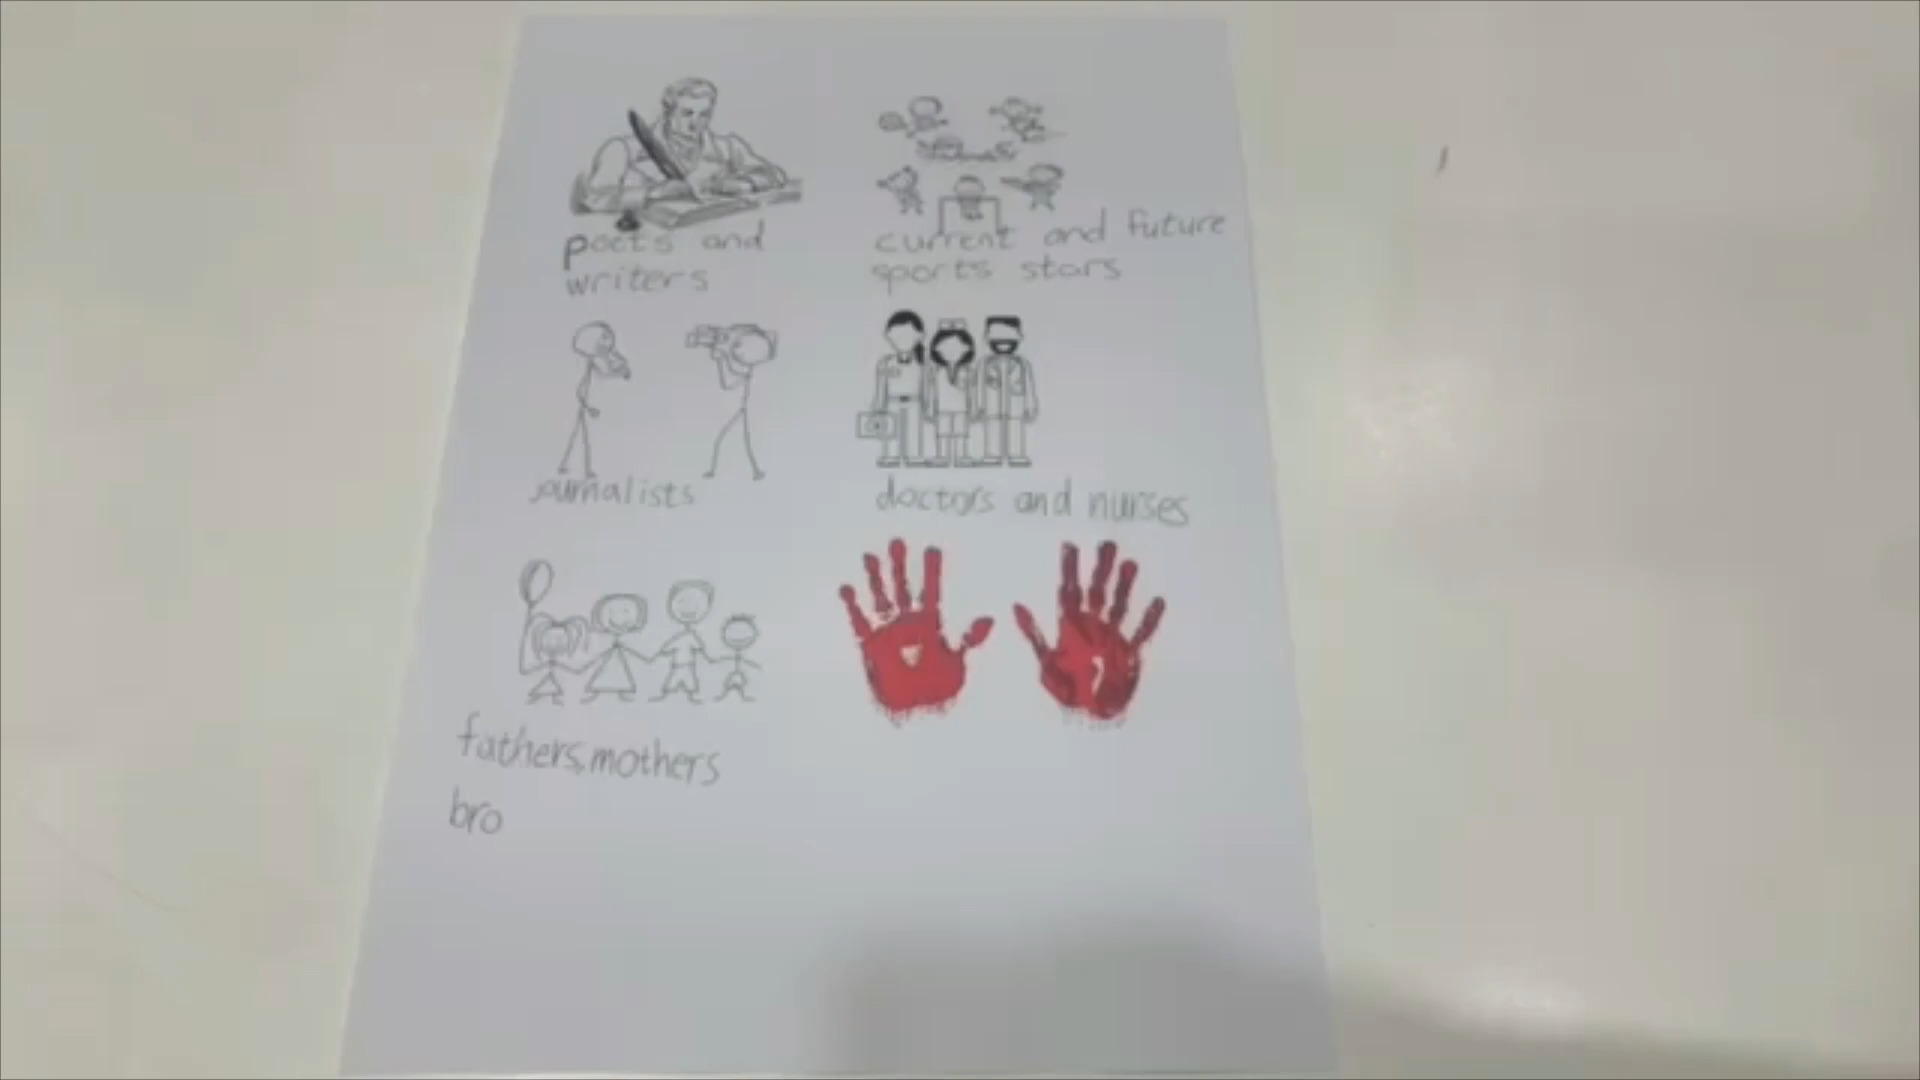 poets and
writers
current and future
sports stars
journalists
doctors and nurses
fathers, mothers
bro